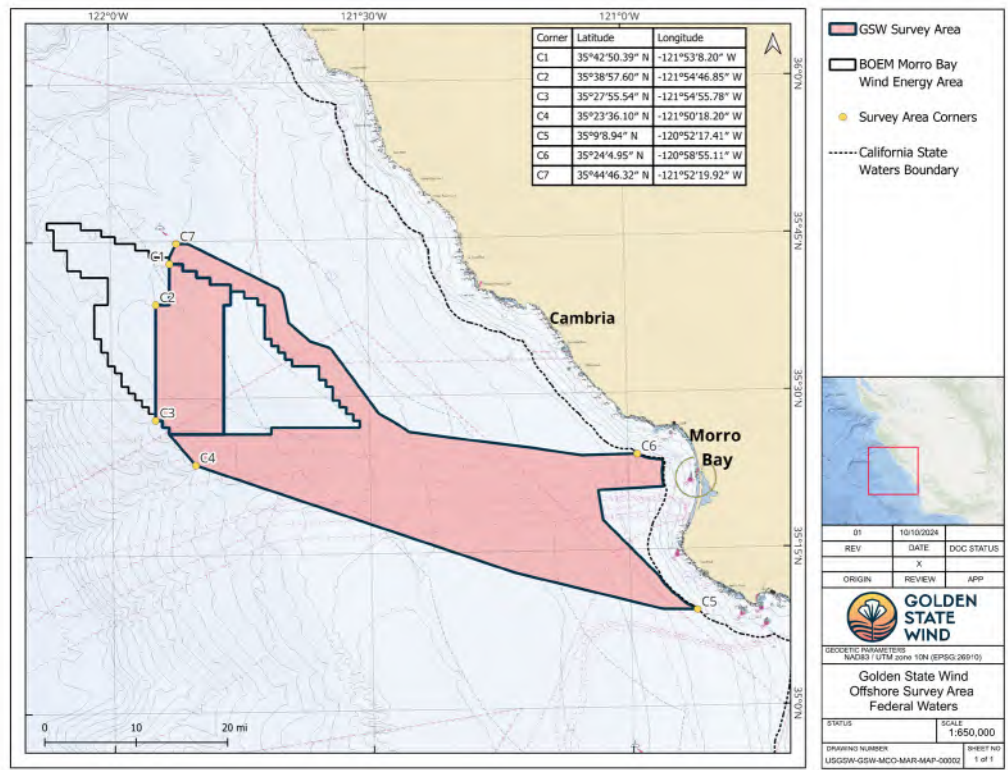 122°0'W 121°30'W 121°0'W
Corner Latitude Longitude
C1 35°42'50.39" N -121°53'8.20" W
C2 35°38'57.60" N -121°54'46.85" W
C3 35°27'55.54" N -121°54'55.78" W
C4 35°23'36.10" N -121°50'18.20" W
C5 35°9'8.94" N -120°52'17.41" W
C6 35°24'4.95" N -120°58'55.11" W
C7 35°44'46.32" N -121°52'19.92" W
36°0'N
35°45'N
35°30'N
35°15'N
35°0'N
C7
C1
C2
C3
C4
C6
C5
Cambria
Morro
Bay
0 10 20 mi
GSW Survey Area
BOEM Morro Bay
Wind Energy Area
Survey Area Corners
California State
Waters Boundary
01 10/10/2024
REV DATE DOC STATUS
X
ORIGIN REVIEW APP
GOLDEN
STATE
WIND
GEODETIC PARAMETERS
NAD83 / UTM zone 10N (EPSG:26910)
Golden State Wind
Offshore Survey Area
Federal Waters
STATUS SCALE
1:650,000
DRAWING NUMBER SHEET NO
USGSW-GSW-MCO-MAR-MAP-00002 1 of 1